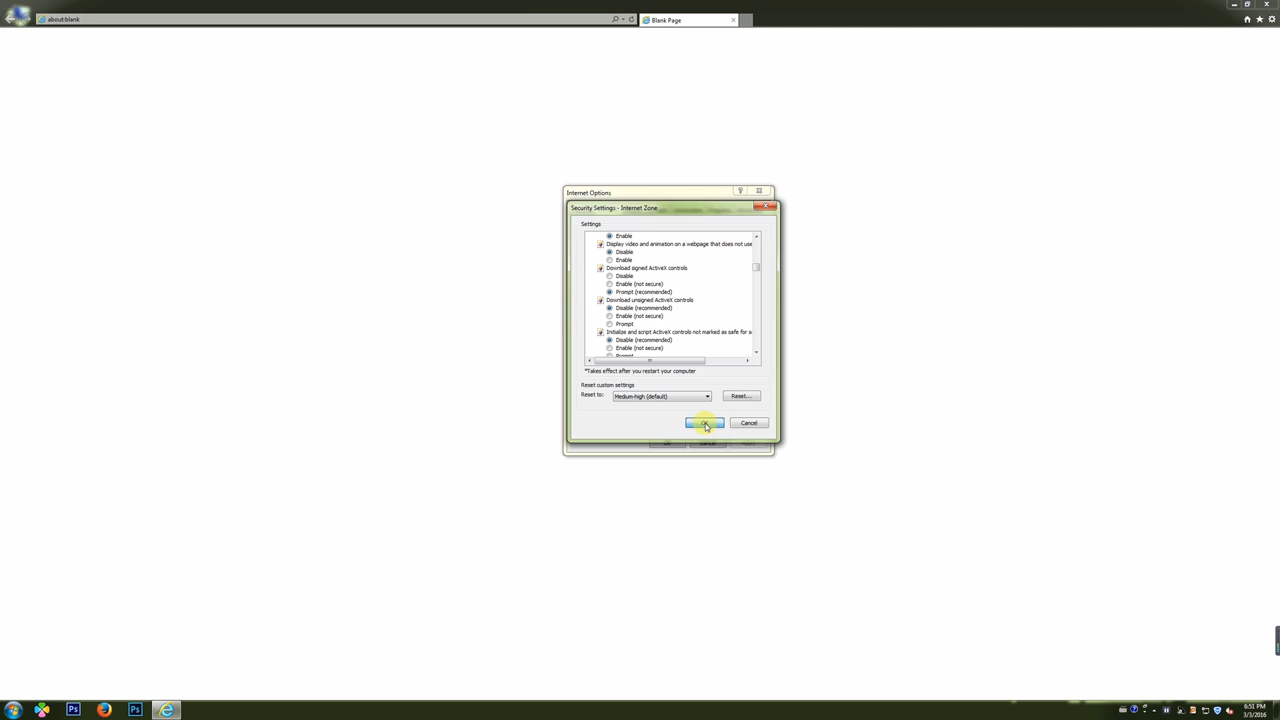 about:blank
Blank Page
Internet Options
Security Settings - Internet Zone
Settings
Enable
Display video and animation on a webpage that does not use
Disable
Enable
Download signed ActiveX controls
Disable
Enable (not secure)
Prompt (recommended)
Download unsigned ActiveX controls
Disable (recommended)
Enable (not secure)
Prompt
Initialize and script ActiveX controls not marked as safe for s
Disable (recommended)
Enable (not secure)
Prompt
*Takes effect after you restart your computer
Reset custom settings
Reset to:
Medium-high (default)
Reset...
OK
Cancel
Ps
Ps
6:51 PM
3/3/2016